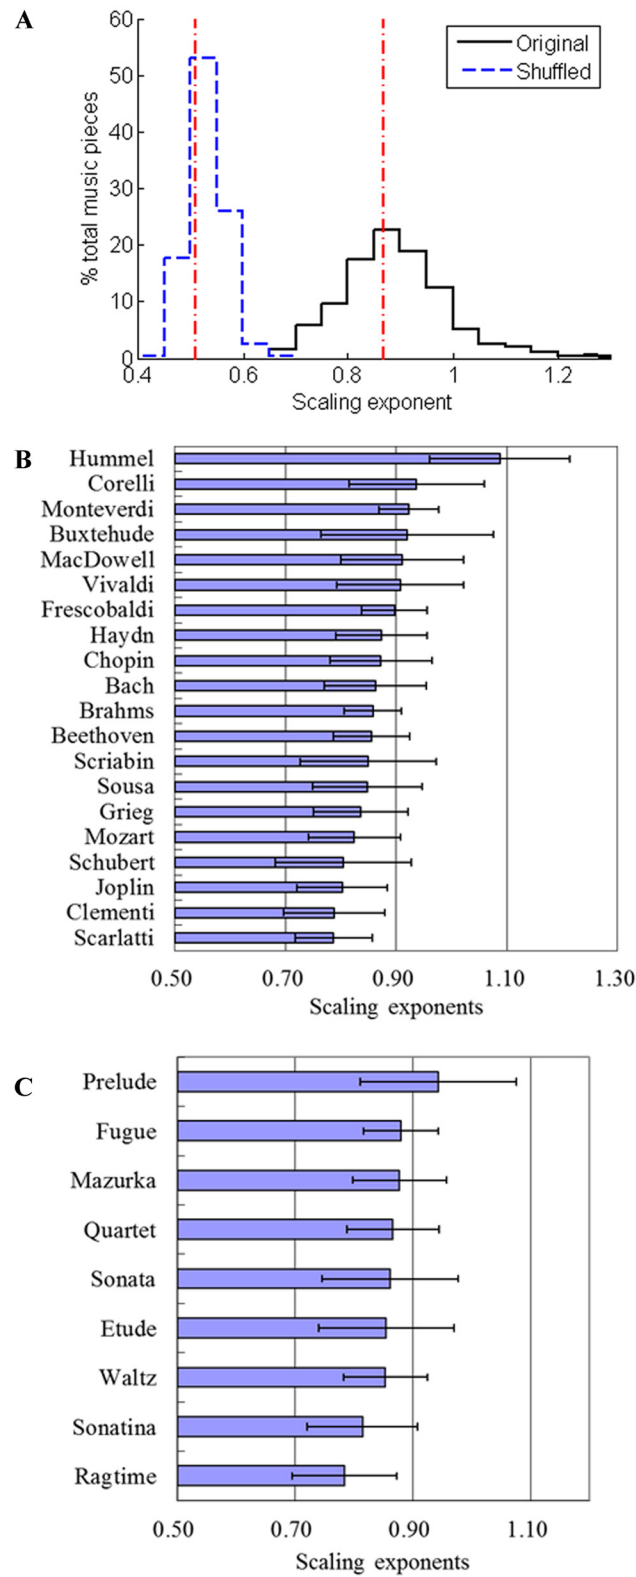 A
60
50
40
30
20
10
0
% total music pieces
Original
Shuffled
0.4 0.6 0.8 1 1.2
Scaling exponent
B
Hummel
Corelli
Monteverdi
Buxtehude
MacDowell
Vivaldi
Frescobaldi
Haydn
Chopin
Bach
Brahms
Beethoven
Scriabin
Sousa
Grieg
Mozart
Schubert
Joplin
Clementi
Scarlatti
0.50 0.70 0.90 1.10 1.30
Scaling exponents
C
Prelude
Fugue
Mazurka
Quartet
Sonata
Etude
Waltz
Sonatina
Ragtime
0.50 0.70 0.90 1.10
Scaling exponents